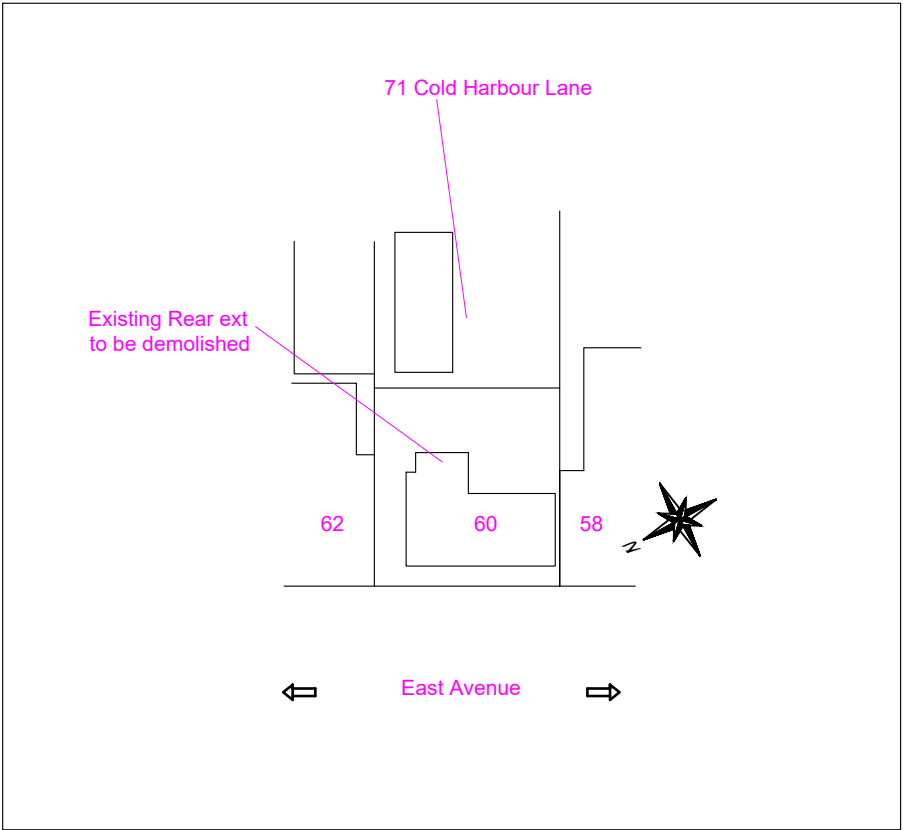 71 Cold Harbour Lane
Existing Rear ext
to be demolished
62
60
58
N
East Avenue